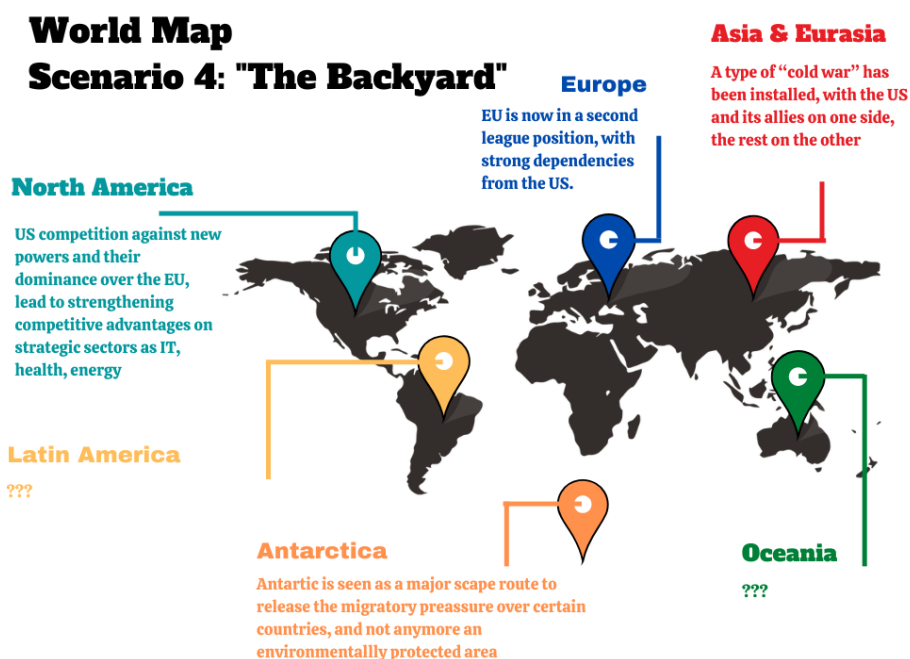 World Map
Scenario 4: "The Backyard"
Asia & Eurasia
A type of “cold war” has
been installed, with the US
and its allies on one side,
the rest on the other
Europe
EU is now in a second
league position, with
strong dependencies
from the US.
North America
US competition against new
powers and their
dominance over the EU,
lead to strengthening
competitive advantages on
strategic sectors as IT,
health, energy
Latin America
???
Antarctica
Antartic is seen as a major scape route to
release the migratory preassure over certain
countries, and not anymore an
environmentallly protected area
Oceania
???